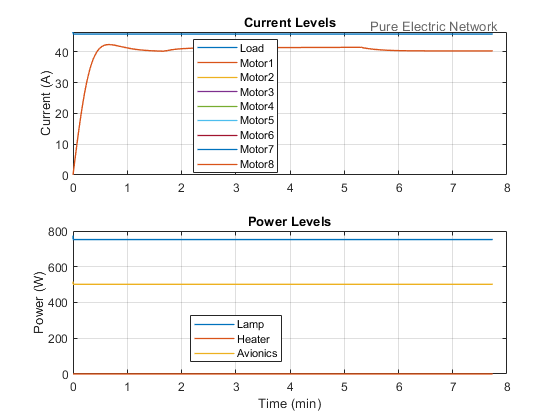 Pure Electric Network
Current Levels
Current (A)
40
30
20
10
0
0 1 2 3 4 5 6 7 8
Load
Motor1
Motor2
Motor3
Motor4
Motor5
Motor6
Motor7
Motor8
Power Levels
Power (W)
800
600
400
200
0
0 1 2 3 4 5 6 7 8
Lamp
Heater
Avionics
Time (min)